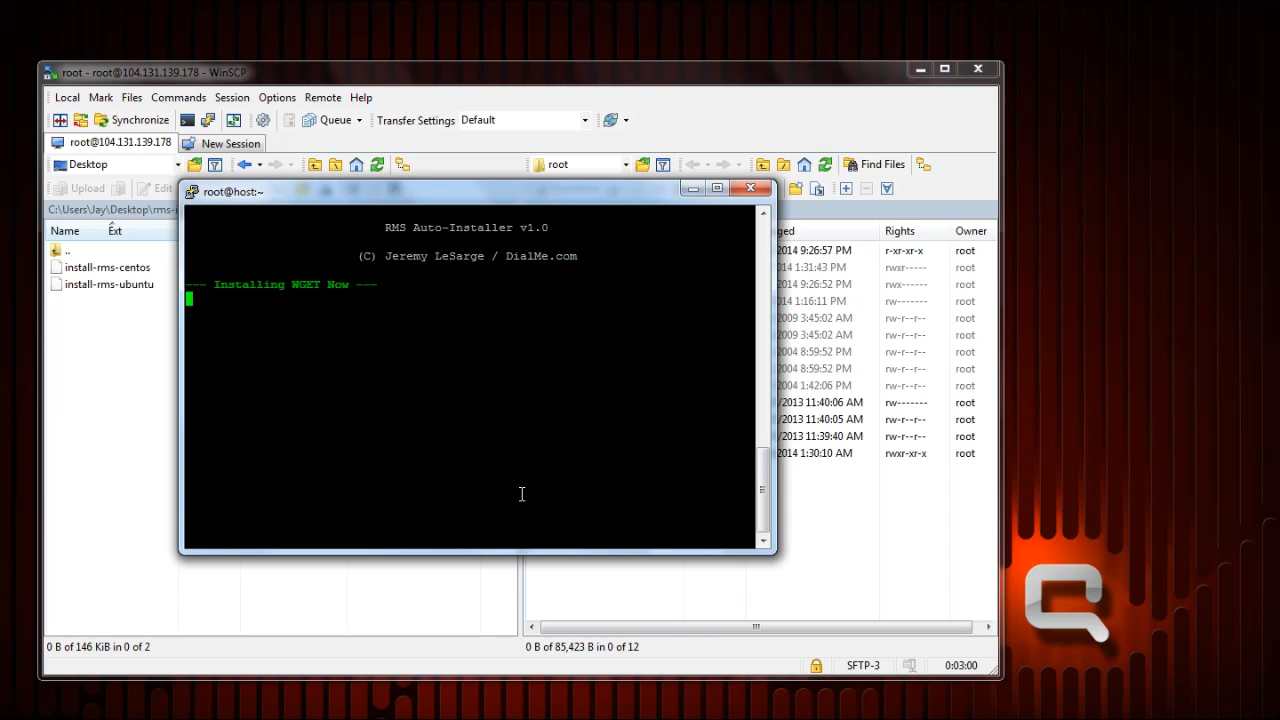 root - root@104.131.139.178 - WinSCP
Local Mark Files Commands Session Options Remote Help
Synchronize Queue Transfer Settings Default
root@104.131.139.178 New Session
Desktop root Find Files
Upload Edit
C:\Users\Jay\Desktop\rms-i
root@host:~
Name Ext
..
install-rms-centos
install-rms-ubuntu
RMS Auto-Installer v1.0
(C) Jeremy LeSarge / DialMe.com
--- Installing WGET Now ---
ged Rights Owner
2014 9:26:57 PM r-xr-xr-x root
014 1:31:43 PM rwxr----- root
2014 9:26:52 PM rwxr----- root
014 1:16:11 PM rw------- root
2009 3:45:02 AM rw-r--r-- root
2009 3:45:02 AM rw-r--r-- root
2004 8:59:52 PM rw-r--r-- root
2004 8:59:52 PM rw-r--r-- root
2004 1:42:06 PM rw-r--r-- root
/2013 11:40:06 AM rw------- root
/2013 11:40:05 AM rw-r--r-- root
/2013 11:39:40 AM rw-r--r-- root
2014 1:30:10 AM rwxr-xr-x root
0 B of 146 KiB in 0 of 2
0 B of 85,423 B in 0 of 12
SFTP-3 0:03:00